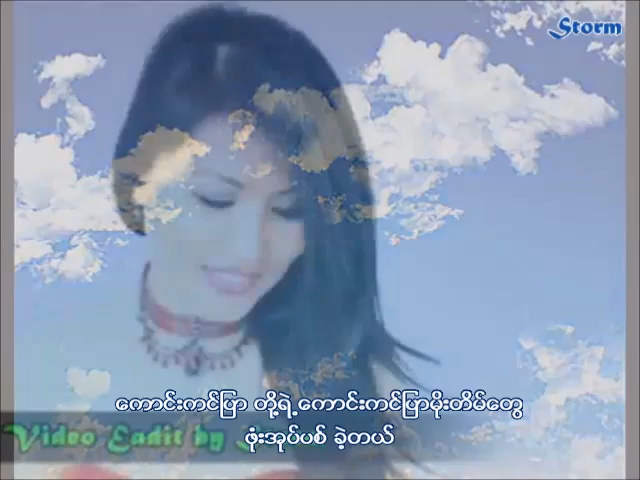 Storm
ကောင်းကင်ပြာ တို့ရဲ့ကောင်းကင်ပြာမိုးတိမ်တွေ
Video Eadit by
ဖုံးအုပ်ပစ် ခဲ့တယ်